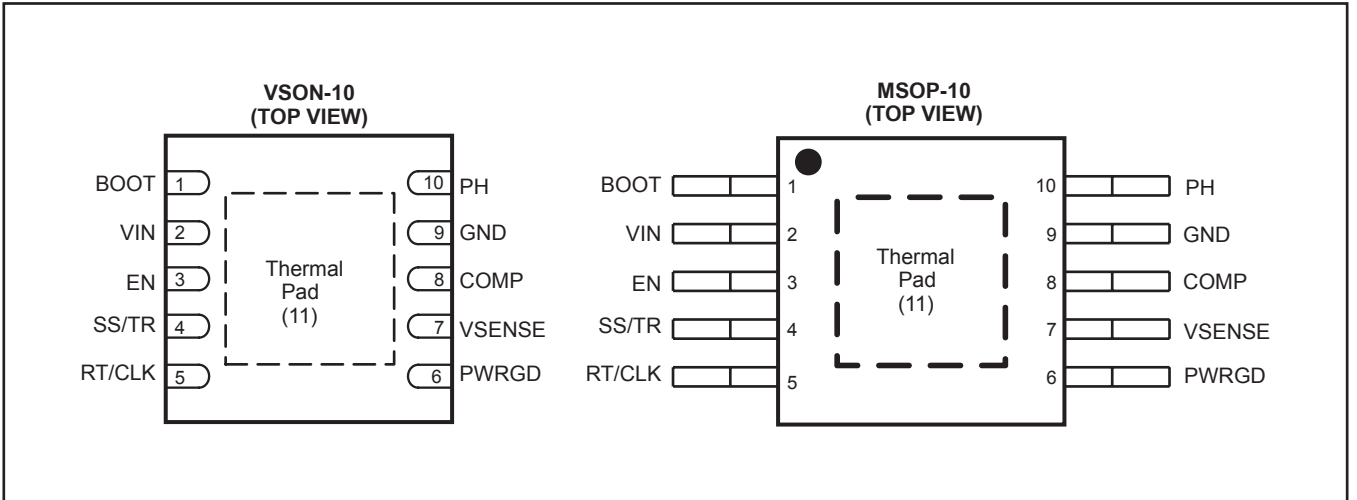 VSON-10
(TOP VIEW)
BOOT 1
10 PH
VIN 2
9 GND
EN 3
8 COMP
SS/TR 4
7 VSENSE
RT/CLK 5
6 PWRGD
Thermal
Pad
(11)
MSOP-10
(TOP VIEW)
BOOT 1
10 PH
VIN 2
9 GND
EN 3
8 COMP
SS/TR 4
7 VSENSE
RT/CLK 5
6 PWRGD
Thermal
Pad
(11)